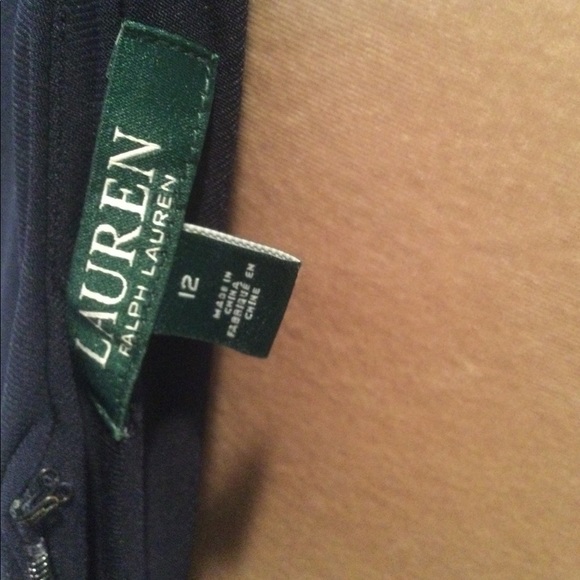 LAUREN
RALPH LAUREN
12
MADE IN
CHINA
FABRIQUÉ EN
CHINE